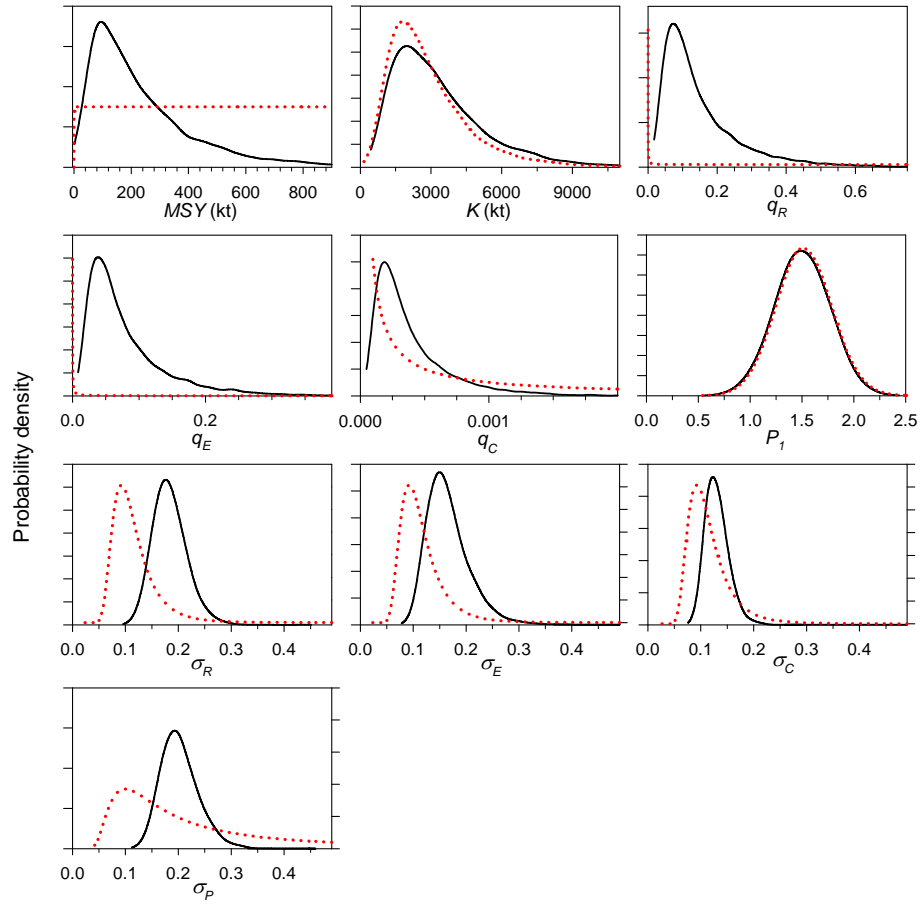 0 200 400 600 800
MSY (kt)
0 3000 6000 9000
K (kt)
0.0 0.2 0.4 0.6
q_R
0.0 0.2
q_E
0.000 0.001
q_C
0.0 0.5 1.0 1.5 2.0 2.5
P_1
Probability density
0.0 0.1 0.2 0.3 0.4
σ_R
0.0 0.1 0.2 0.3 0.4
σ_E
0.0 0.1 0.2 0.3 0.4
σ_C
0.0 0.1 0.2 0.3 0.4
σ_P